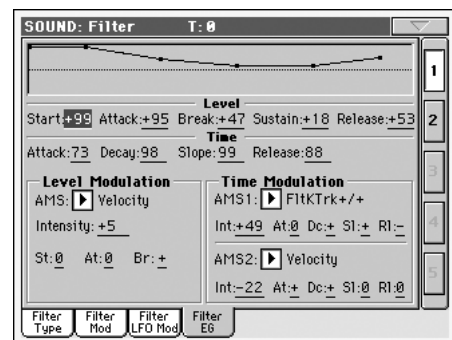 SOUND: Filter T:0
1
Level
Start:+99 Attack:+95 Break:+47 Sustain:+18 Release:+53
2
Time
Attack:73 Decay:98 Slope:99 Release:88
3
Level Modulation
AMS: Velocity
Intensity:+5
St:0 At:0 Br:+
Time Modulation
AMS1: FltKTrk+/+
Int:+49 At:0 Dc:+ Sl:+ Rl:-
4
AMS2: Velocity
Int:-22 At:+ Dc:+ Sl:0 Rl:0
5
Filter Type
Filter Mod
Filter LFO Mod
Filter EG